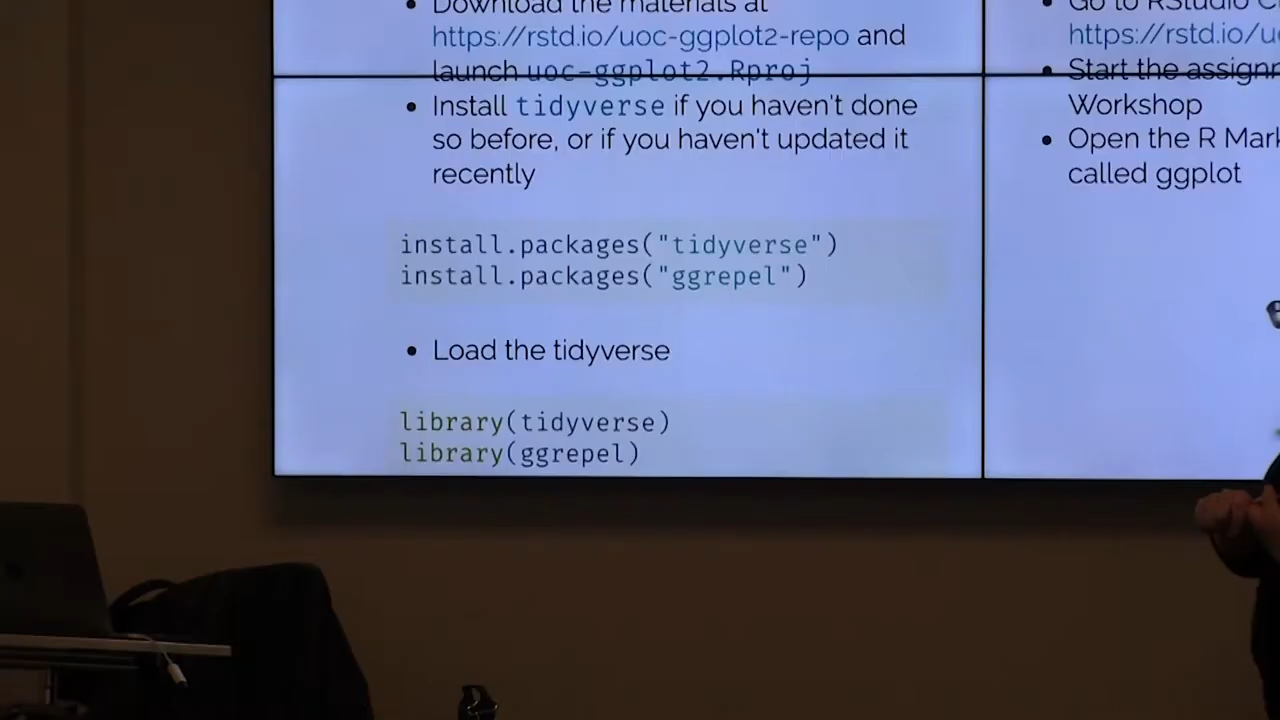 Download the materials at
https://rstd.io/uoc-ggplot2-repo and
launch uoc-ggplot2.Rproj
Install tidyverse if you haven't done
so before, or if you haven't updated it
recently
install.packages("tidyverse")
install.packages("ggrepel")
Load the tidyverse
library(tidyverse)
library(ggrepel)
Go to RStudio
https://rstd.io/u
Start the
Workshop
Open the R
called ggplot